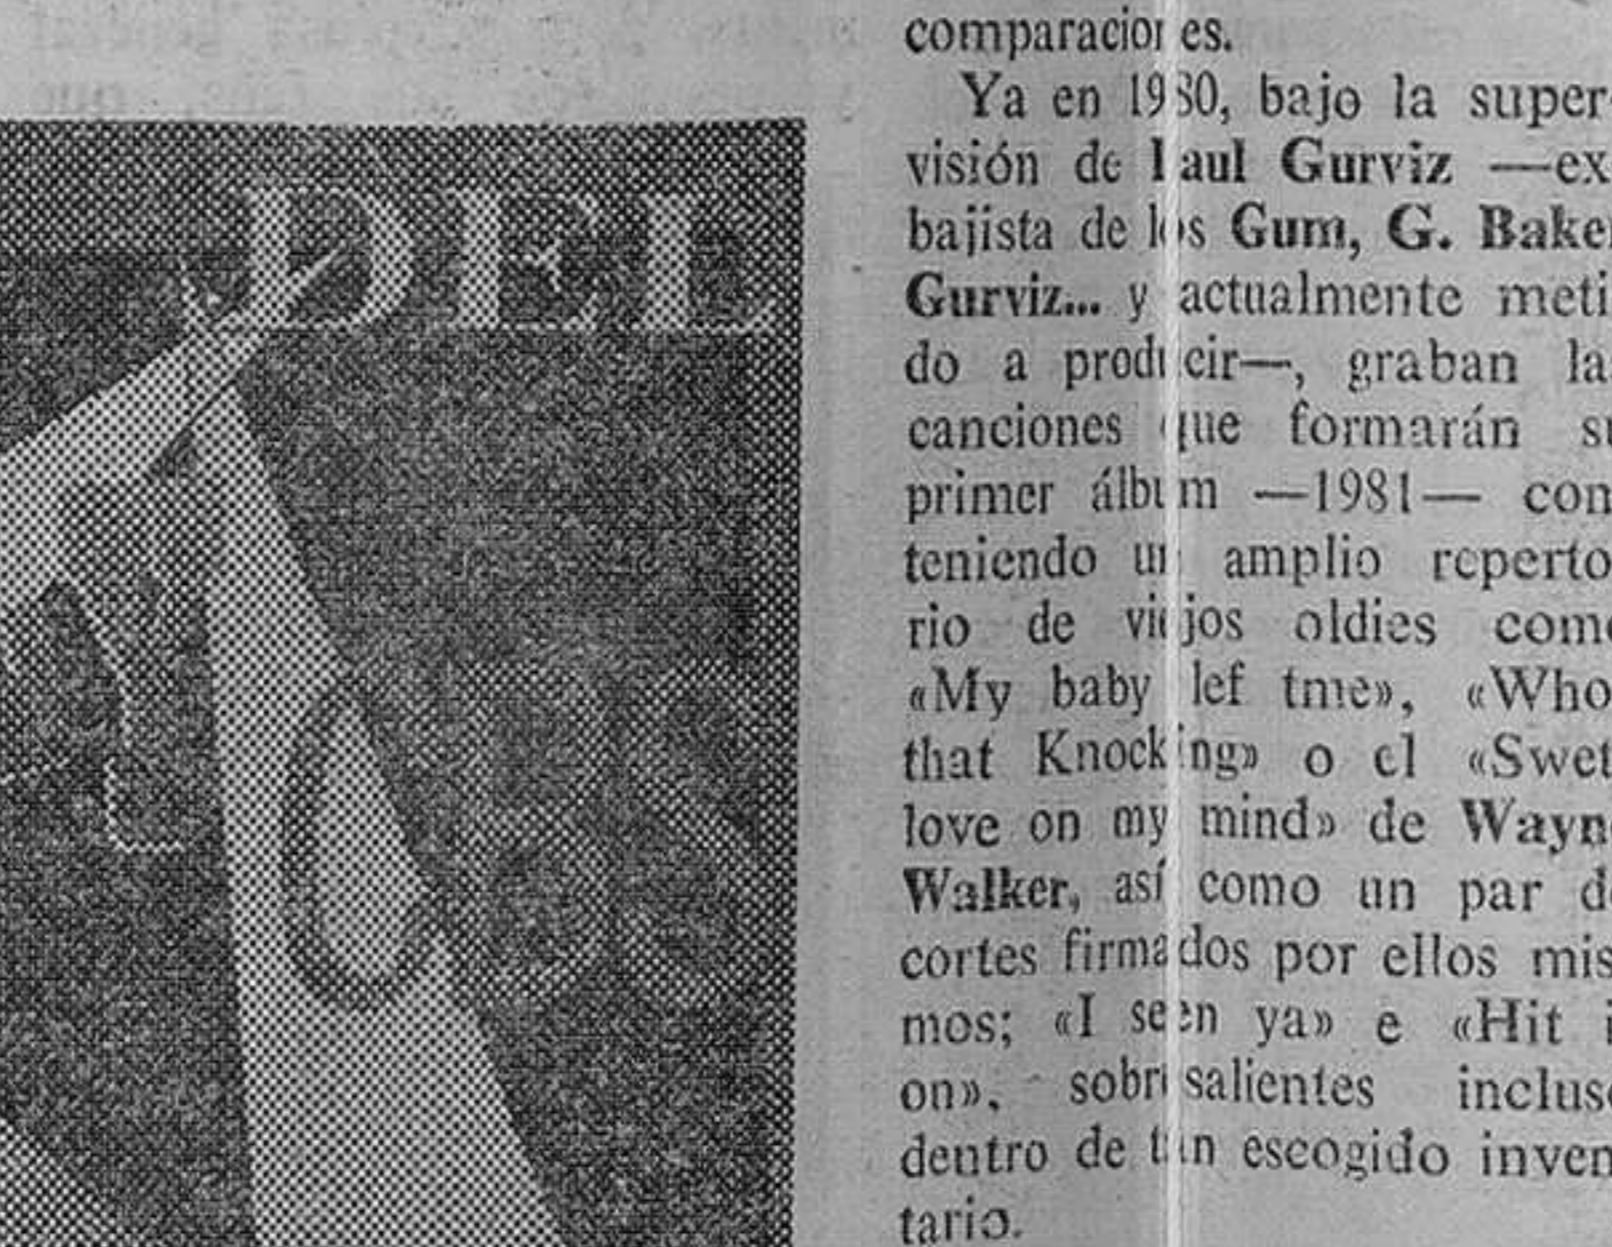 DEL
comparaciones.
Ya en 1980, bajo la super-
visión de Paul Gurviz —ex-
bajista de los Gum, G. Baker
Gurviz... y actualmente meti-
do a producir—, graban las
canciones que formarán su
primer álbum —1981— con-
teniendo un amplio reperto-
rio de viejos oldies como
«My baby lef tme», «Who
that Knocking» o el «Swet
love on my mind» de Wayne
Walker, así como un par de
cortes firmados por ellos mis-
mos; «I seen ya» e «Hit i
on», sobresalientes incluso
dentro de tan escogido inven-
tario.